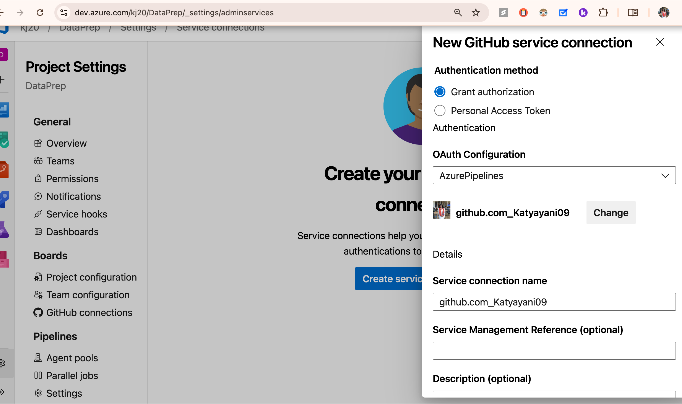 dev.azure.com/kj20/DataPrep/_settings/adminservices
kj20 / DataPrep / Settings / Service connections
Project Settings
DataPrep
General
Overview
Teams
Permissions
Notifications
Service hooks
Dashboards
Boards
Project configuration
Team configuration
GitHub connections
Pipelines
Agent pools
Parallel jobs
Settings
Create your
conne
Service connections help you
authentications to
Create servic
New GitHub service connection
Authentication method
Grant authorization
Personal Access Token
Authentication
OAuth Configuration
AzurePipelines
github.com_Katyayani09
Change
Details
Service connection name
github.com_Katyayani09
Service Management Reference (optional)
Description (optional)